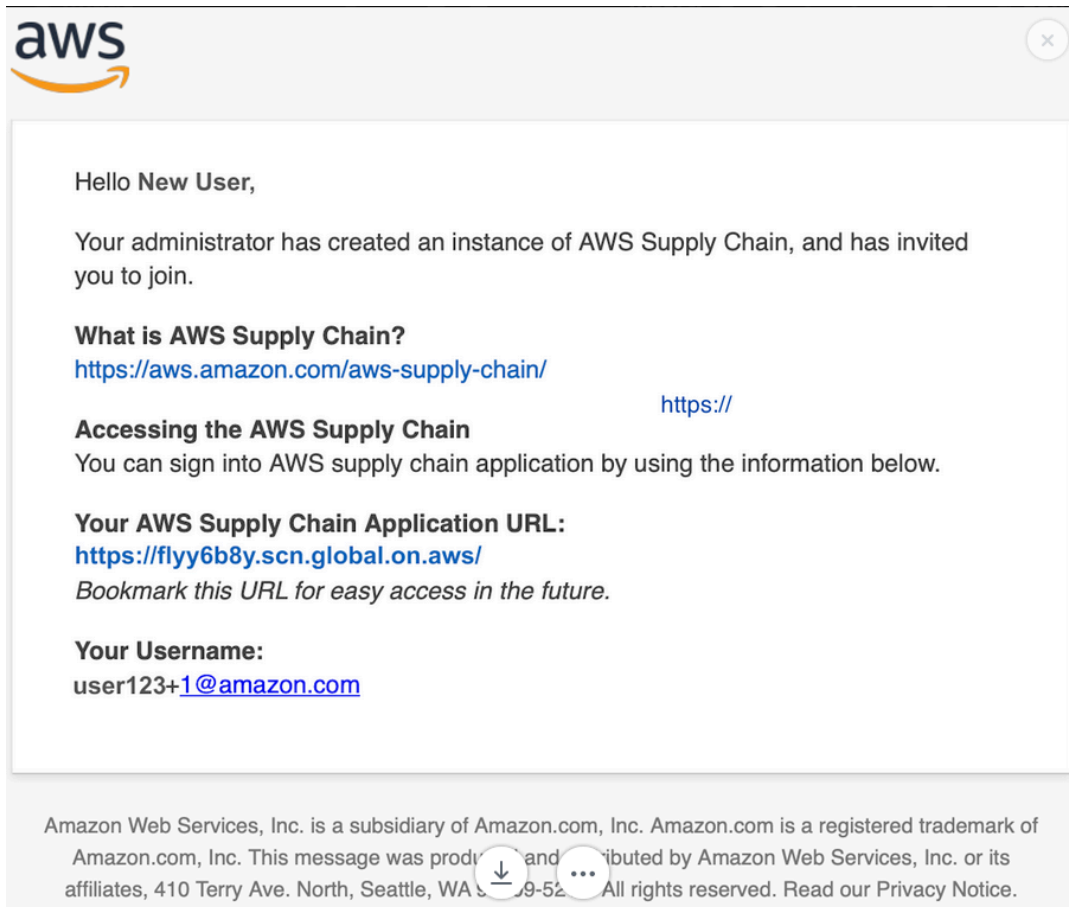 aws
Hello New User,
Your administrator has created an instance of AWS Supply Chain, and has invited
you to join.
What is AWS Supply Chain?
https://aws.amazon.com/aws-supply-chain/
https://
Accessing the AWS Supply Chain
You can sign into AWS supply chain application by using the information below.
Your AWS Supply Chain Application URL:
https://flyy6b8y.scn.global.on.aws/
Bookmark this URL for easy access in the future.
Your Username:
user123+1@amazon.com
Amazon Web Services, Inc. is a subsidiary of Amazon.com, Inc. Amazon.com is a registered trademark of
Amazon.com, Inc. This message was and by Amazon Web Services, Inc. or its
affiliates, 410 Terry Ave. North, Seattle, WA All rights reserved. Read our Privacy Notice.